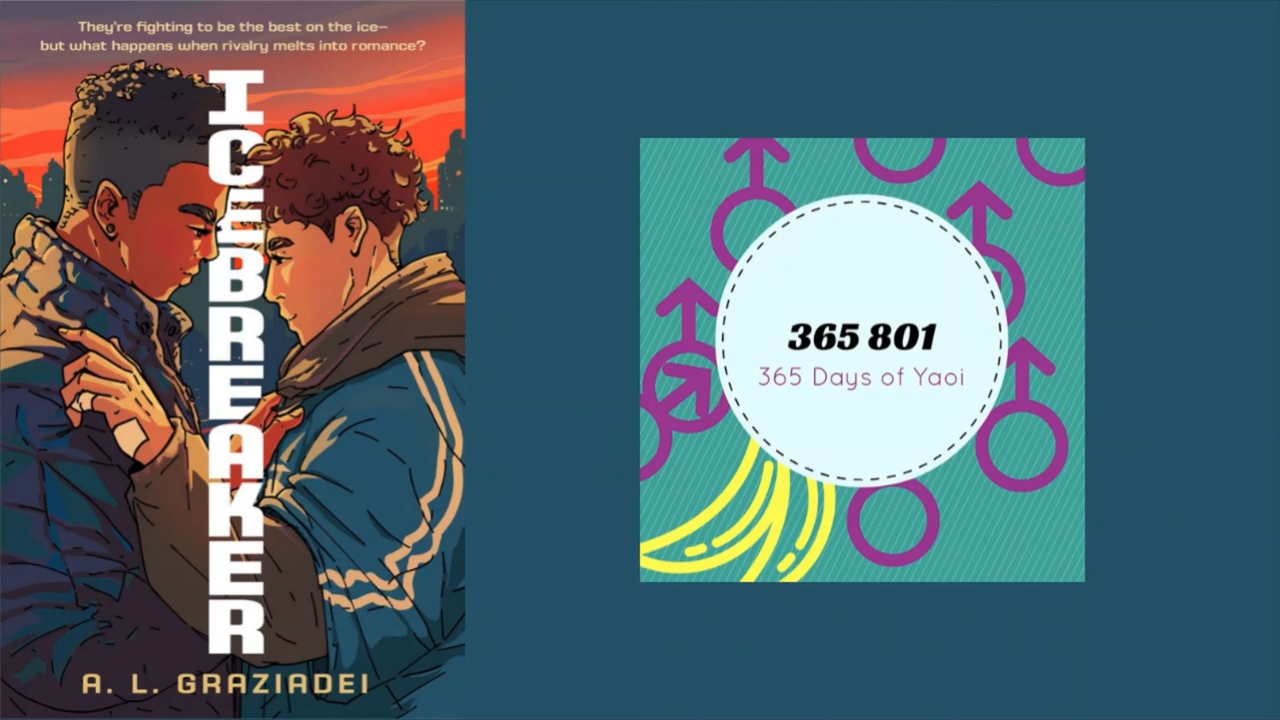 They're fighting to be the best on the ice—
but what happens when rivalry melts into romance?
ICEBREAKER
A. L. GRAZIADEI
365 801
365 Days of Yaoi